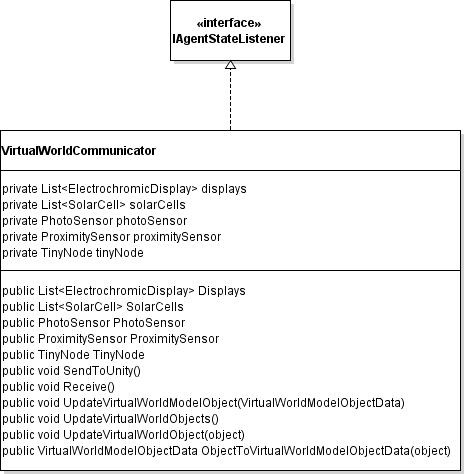 «interface»
IAgentStateListener
VirtualWorldCommunicator
private List<ElectrochromicDisplay> displays
private List<SolarCell> solarCells
private PhotoSensor photoSensor
private ProximitySensor proximitySensor
private TinyNode tinyNode
public List<ElectrochromicDisplay> Displays
public List<SolarCell> SolarCells
public PhotoSensor PhotoSensor
public ProximitySensor ProximitySensor
public TinyNode TinyNode
public void SendToUnity()
public void Receive()
public void UpdateVirtualWorldModelObject(VirtualWorldModelObjectData)
public void UpdateVirtualWorldObjects()
public void UpdateVirtualWorldObject(object)
public VirtualWorldModelObjectData ObjectToVirtualWorldModelObjectData(object)